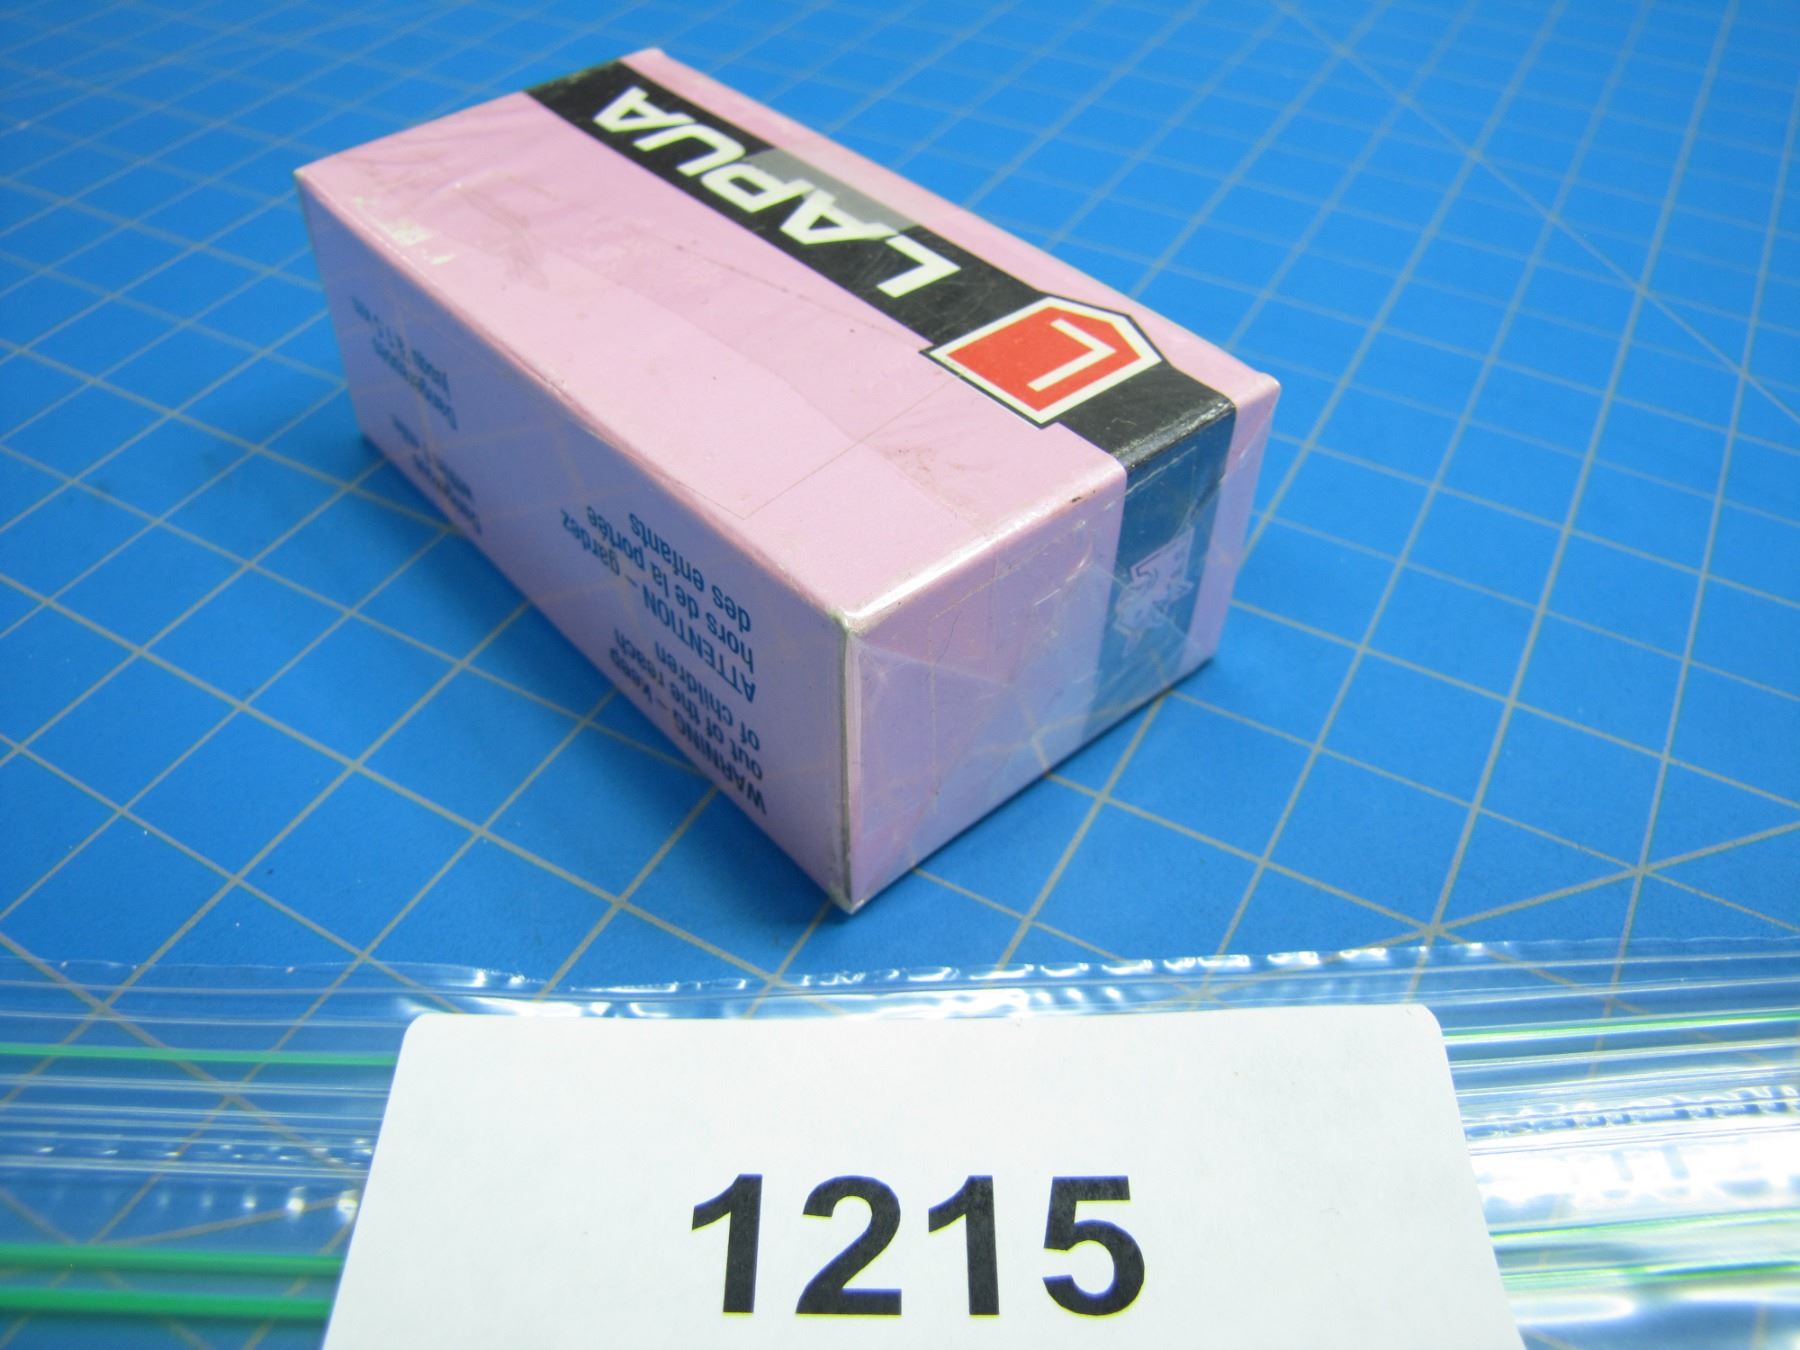 LAPUA
L
WARNING – keep
out of the reach
of children
ATTENTION – gardez
hors de la portée
des enfants
1215